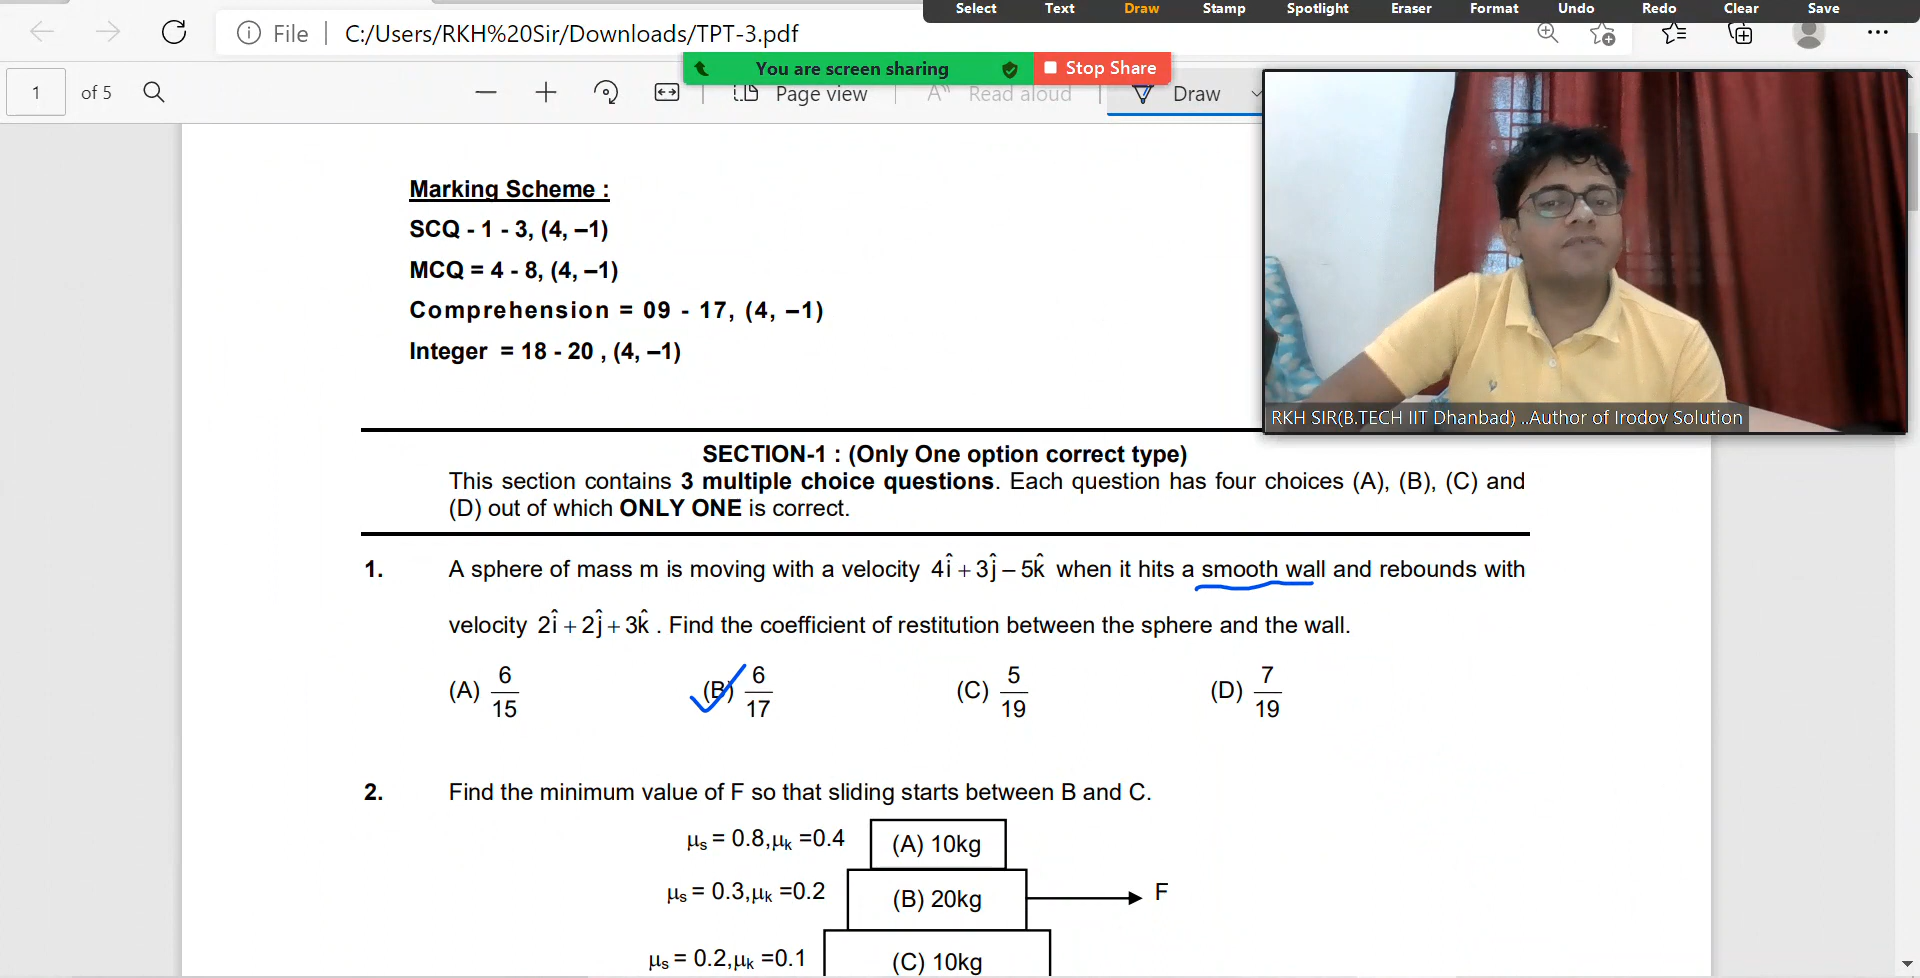 Select Text Draw Stamp Spotlight Eraser Format Undo Redo Clear Save
File | C:/Users/RKH%20Sir/Downloads/TPT-3.pdf
You are screen sharing Stop Share
1 of 5 Page view Read aloud Draw
RKH SIR(B.TECH IIT Dhanbad) ..Author of Irodov Solution
Marking Scheme :
SCQ - 1 - 3, (4, –1)
MCQ = 4 - 8, (4, –1)
Comprehension = 09 - 17, (4, –1)
Integer = 18 - 20 , (4, –1)
SECTION-1 : (Only One option correct type)
This section contains 3 multiple choice questions. Each question has four choices (A), (B), (C) and
(D) out of which ONLY ONE is correct.
1. A sphere of mass m is moving with a velocity 4î + 3ĵ – 5k̂ when it hits a smooth wall and rebounds with
velocity 2î + 2ĵ + 3k̂ . Find the coefficient of restitution between the sphere and the wall.
(A) 6/15 (B) 6/17 (C) 5/19 (D) 7/19
2. Find the minimum value of F so that sliding starts between B and C.
μs = 0.8,μk =0.4 (A) 10kg
μs = 0.3,μk =0.2 (B) 20kg F
μs = 0.2,μk =0.1 (C) 10kg